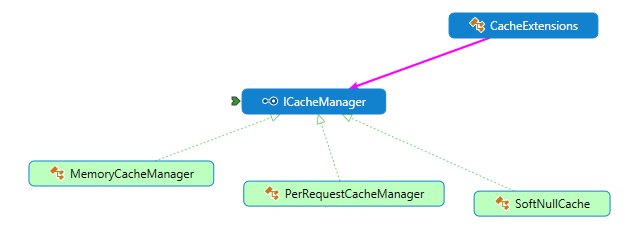 CacheExtensions
ICacheManager
MemoryCacheManager
PerRequestCacheManager
SoftNullCache